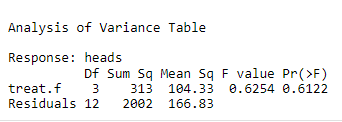 Analysis of Variance Table
Response: heads
Df Sum Sq Mean Sq F value Pr(>F)
treat.f 3 313 104.33 0.6254 0.6122
Residuals 12 2002 166.83